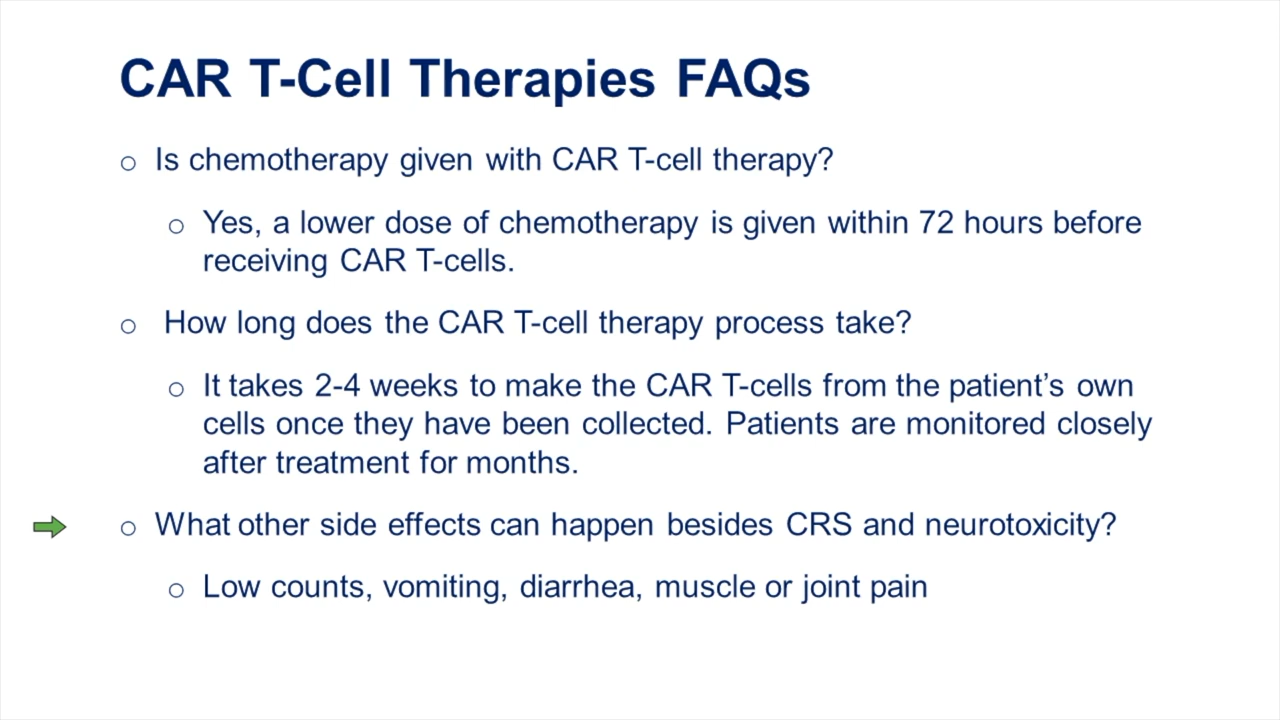 CAR T-Cell Therapies FAQs
o Is chemotherapy given with CAR T-cell therapy?
o Yes, a lower dose of chemotherapy is given within 72 hours before
receiving CAR T-cells.
o How long does the CAR T-cell therapy process take?
o It takes 2-4 weeks to make the CAR T-cells from the patient’s own
cells once they have been collected. Patients are monitored closely
after treatment for months.
o What other side effects can happen besides CRS and neurotoxicity?
o Low counts, vomiting, diarrhea, muscle or joint pain